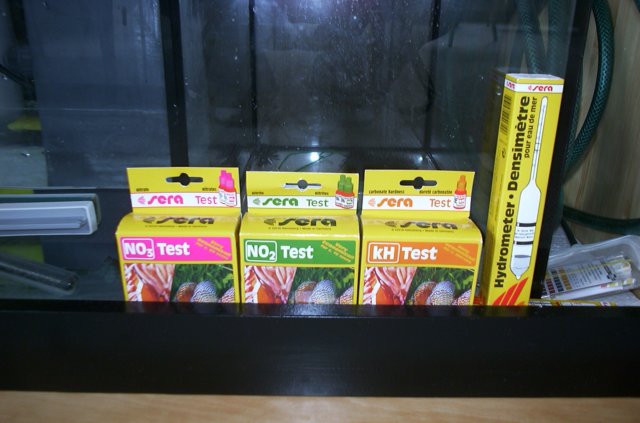 Nitrate
Nitrates
sera Test
sera
NO3 Test
Nitrite
Nitrites
sera Test
sera
NO2 Test
carbonate hardness
dureté carbonatée
sera Test
sera
kH Test
sera
Hydrometer · Densimètre
pour eau de mer